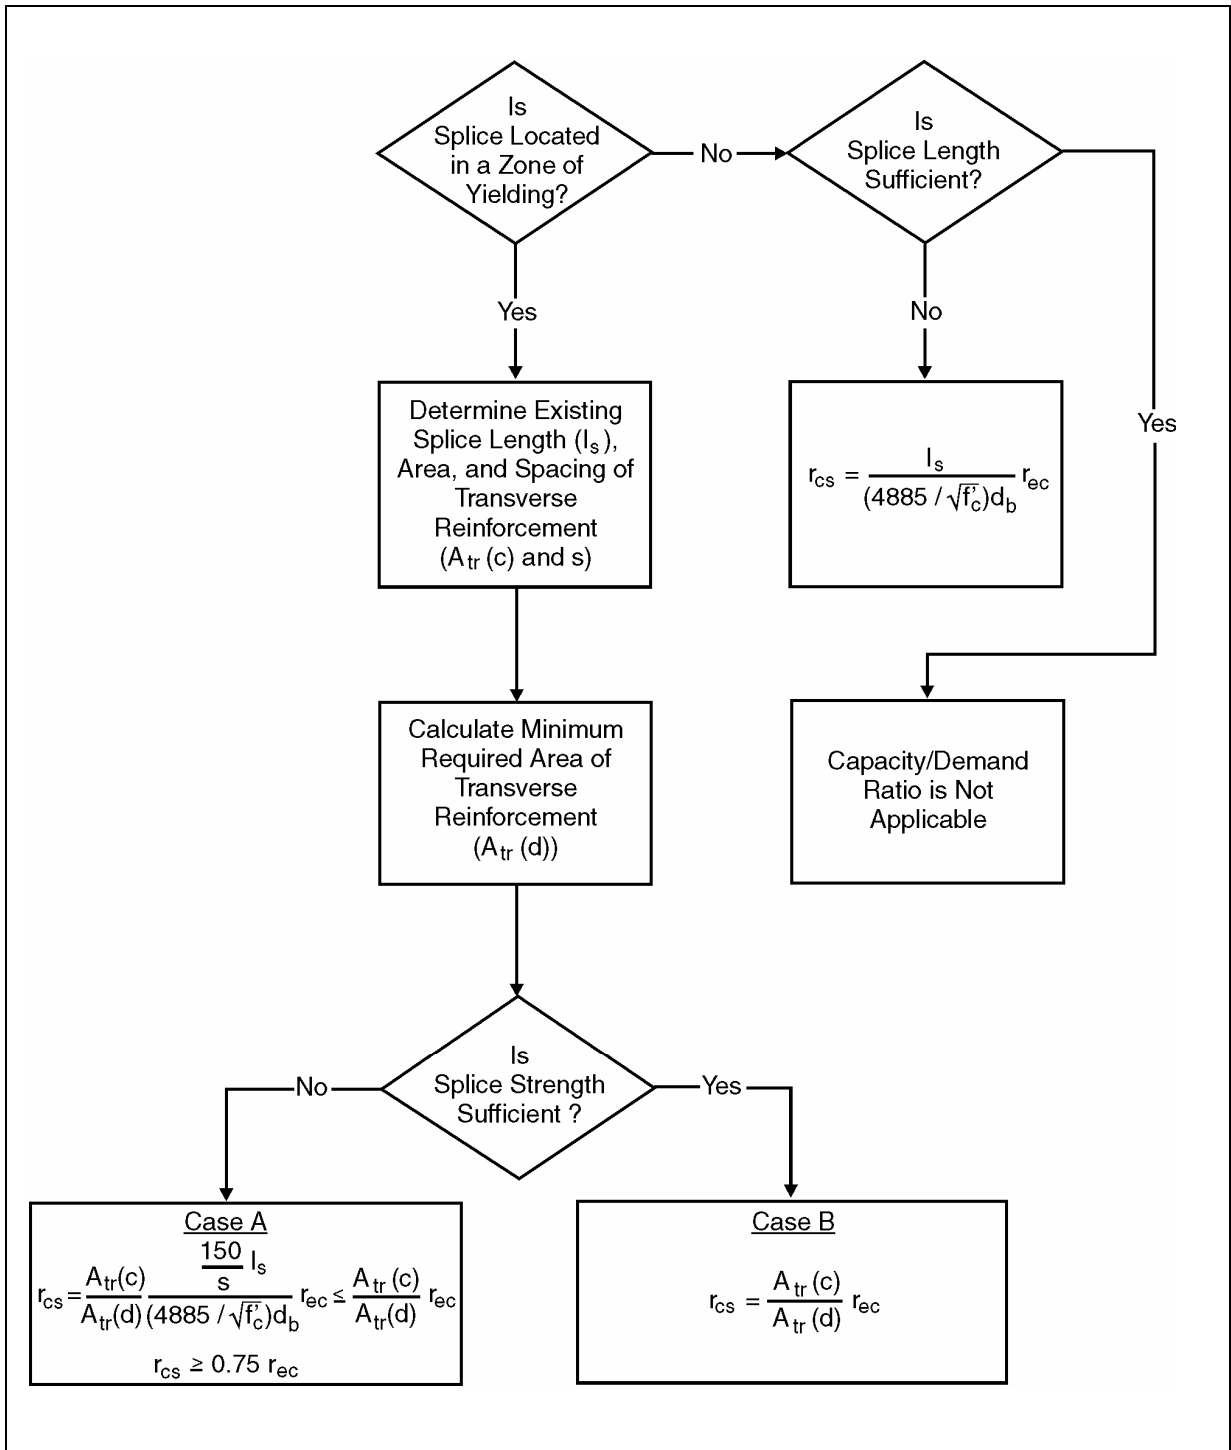 Is
Splice Located
in a Zone of
Yielding?
No
Is
Splice Length
Sufficient?
Yes
No
Yes
Determine Existing
Splice Length (ls),
Area, and Spacing of
Transverse
Reinforcement
(Atr (c) and s)
rcs = ls / (4885 / √f'c)db rec
Calculate Minimum
Required Area of
Transverse
Reinforcement
(Atr (d))
Capacity/Demand
Ratio is Not
Applicable
Is
Splice Strength
Sufficient ?
No
Yes
Case A
rcs = Atr(c) / Atr(d) 150 / s ls / (4885 / √f'c)db rec ≤ Atr (c) / Atr(d) rec
rcs ≥ 0.75 rec
Case B
rcs = Atr (c) / Atr (d) rec